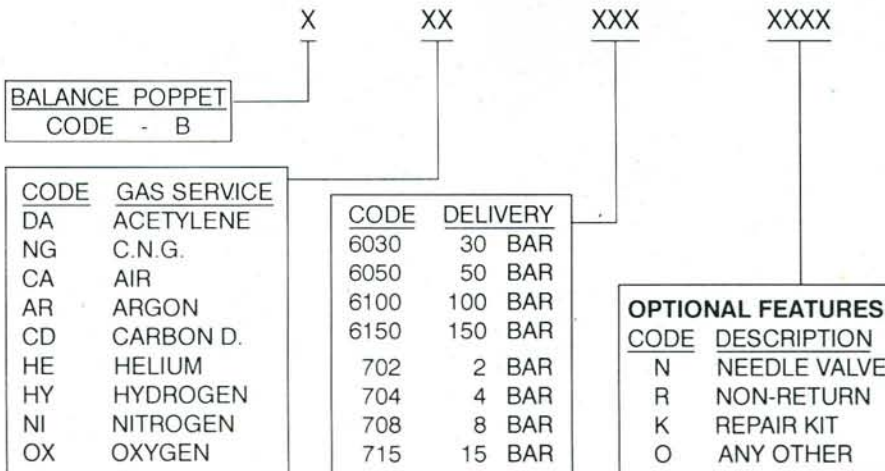 X XX XXX XXXX
BALANCE POPPET
CODE - B
CODE GAS SERVICE
DA ACETYLENE
NG C.N.G.
CA AIR
AR ARGON
CD CARBON D.
HE HELIUM
HY HYDROGEN
NI NITROGEN
OX OXYGEN
CODE DELIVERY
6030 30 BAR
6050 50 BAR
6100 100 BAR
6150 150 BAR
702 2 BAR
704 4 BAR
708 8 BAR
715 15 BAR
OPTIONAL FEATURES
CODE DESCRIPTION
N NEEDLE VALVE
R NON-RETURN
K REPAIR KIT
O ANY OTHER